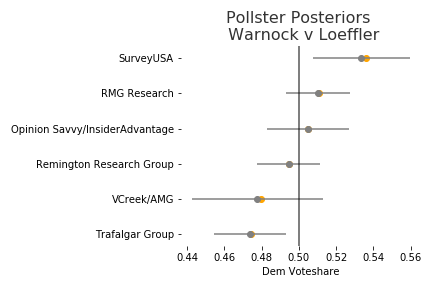 Pollster Posteriors
Warnock v Loeffler
SurveyUSA
RMG Research
Opinion Savvy/InsiderAdvantage
Remington Research Group
VCreek/AMG
Trafalgar Group
0.44 0.46 0.48 0.50 0.52 0.54 0.56
Dem Voteshare